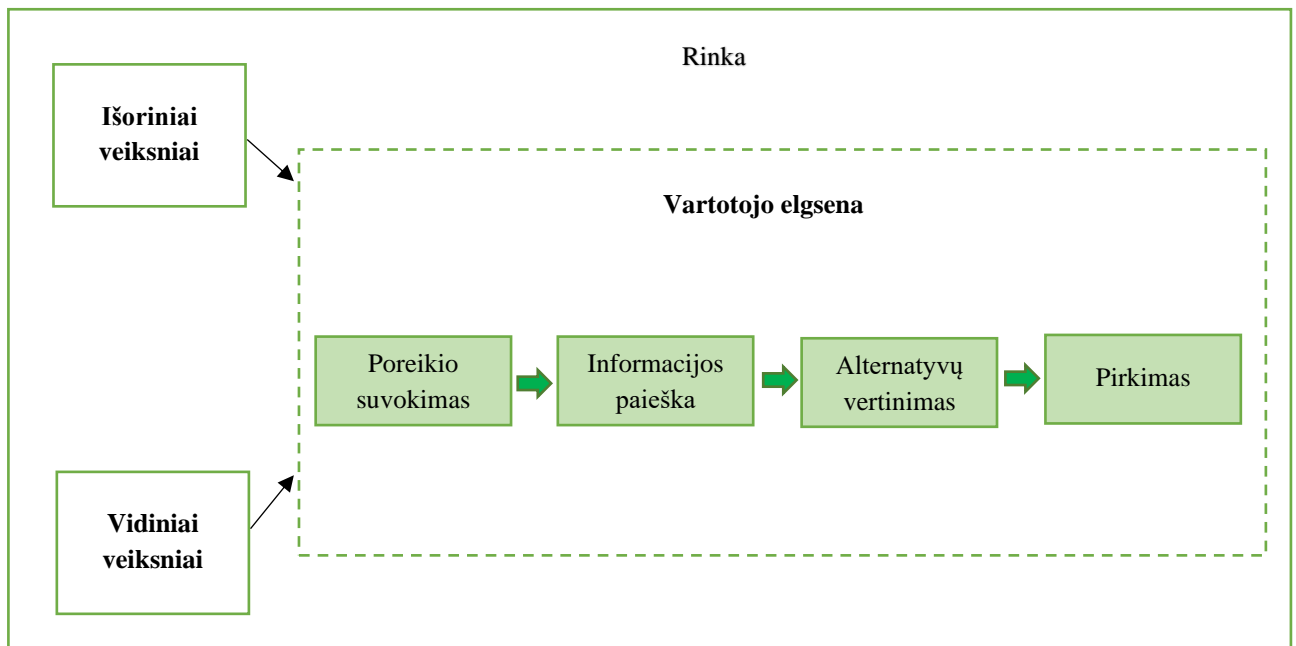 Rinka
Išoriniai
veiksniai
Vartotojo elgsena
Poreikio
suvokimas
Informacijos
paieška
Alternatyvų
vertinimas
Pirkimas
Vidiniai
veiksniai